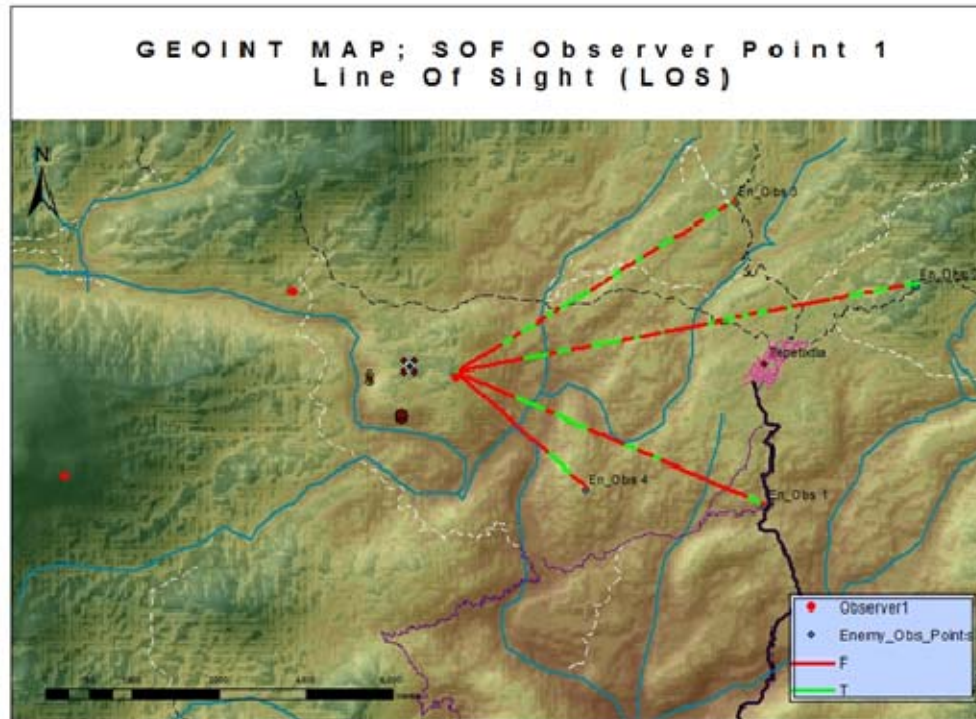 GEOINT MAP; SOF Observer Point 1
Line Of Sight (LOS)
N
En_Obs 3
En_Obs
Tepetixtla
En_Obs 4
En_Obs 1
Observer1
Enemy_Obs_Points
F
T